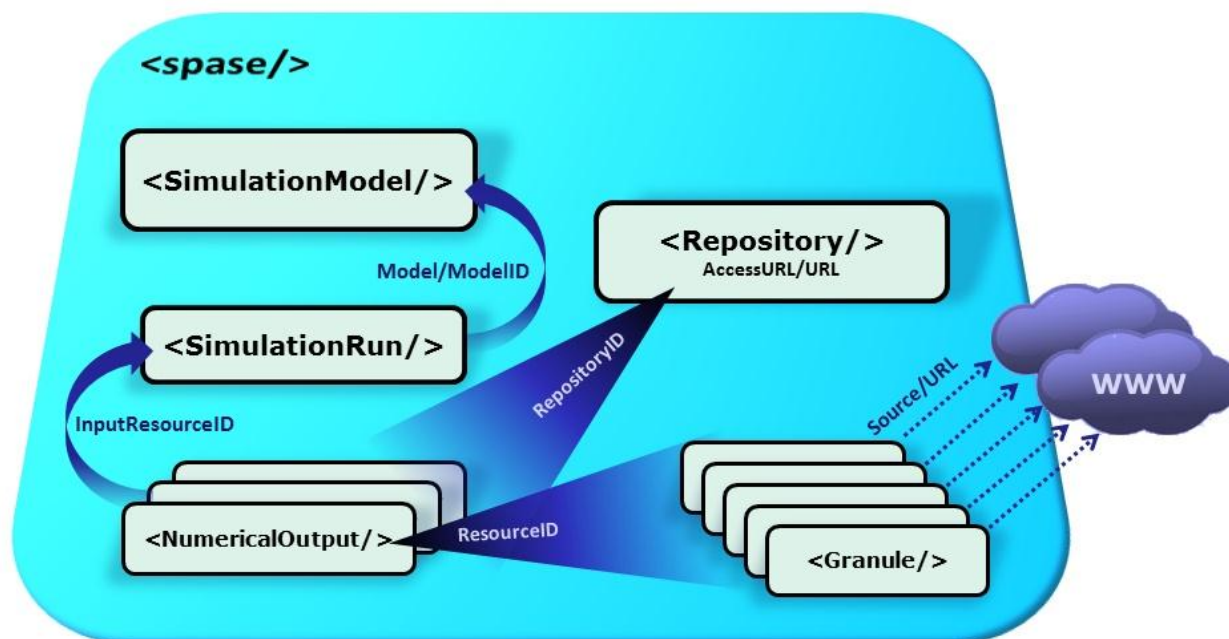 <spase/>
<SimulationModel/>
<Repository/>
AccessURL/URL
Model/ModelID
<SimulationRun/>
RepositoryID
Source/URL
WWW
InputResourceID
<NumericalOutput/>
ResourceID
<Granule/>